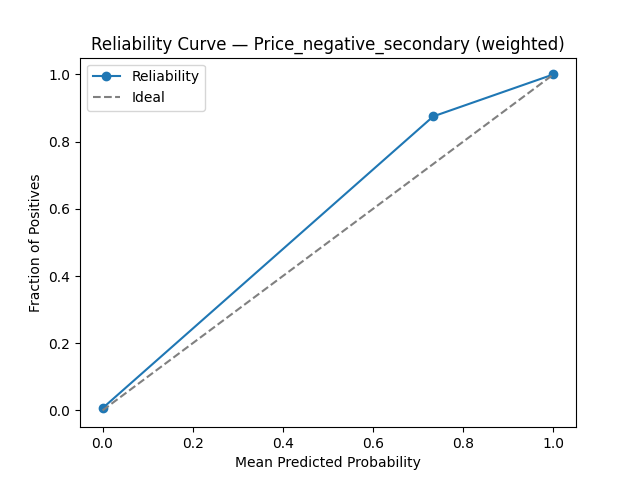 Reliability Curve — Price_negative_secondary (weighted)
Reliability
Ideal
Fraction of Positives
1.0
0.8
0.6
0.4
0.2
0.0
0.0 0.2 0.4 0.6 0.8 1.0
Mean Predicted Probability